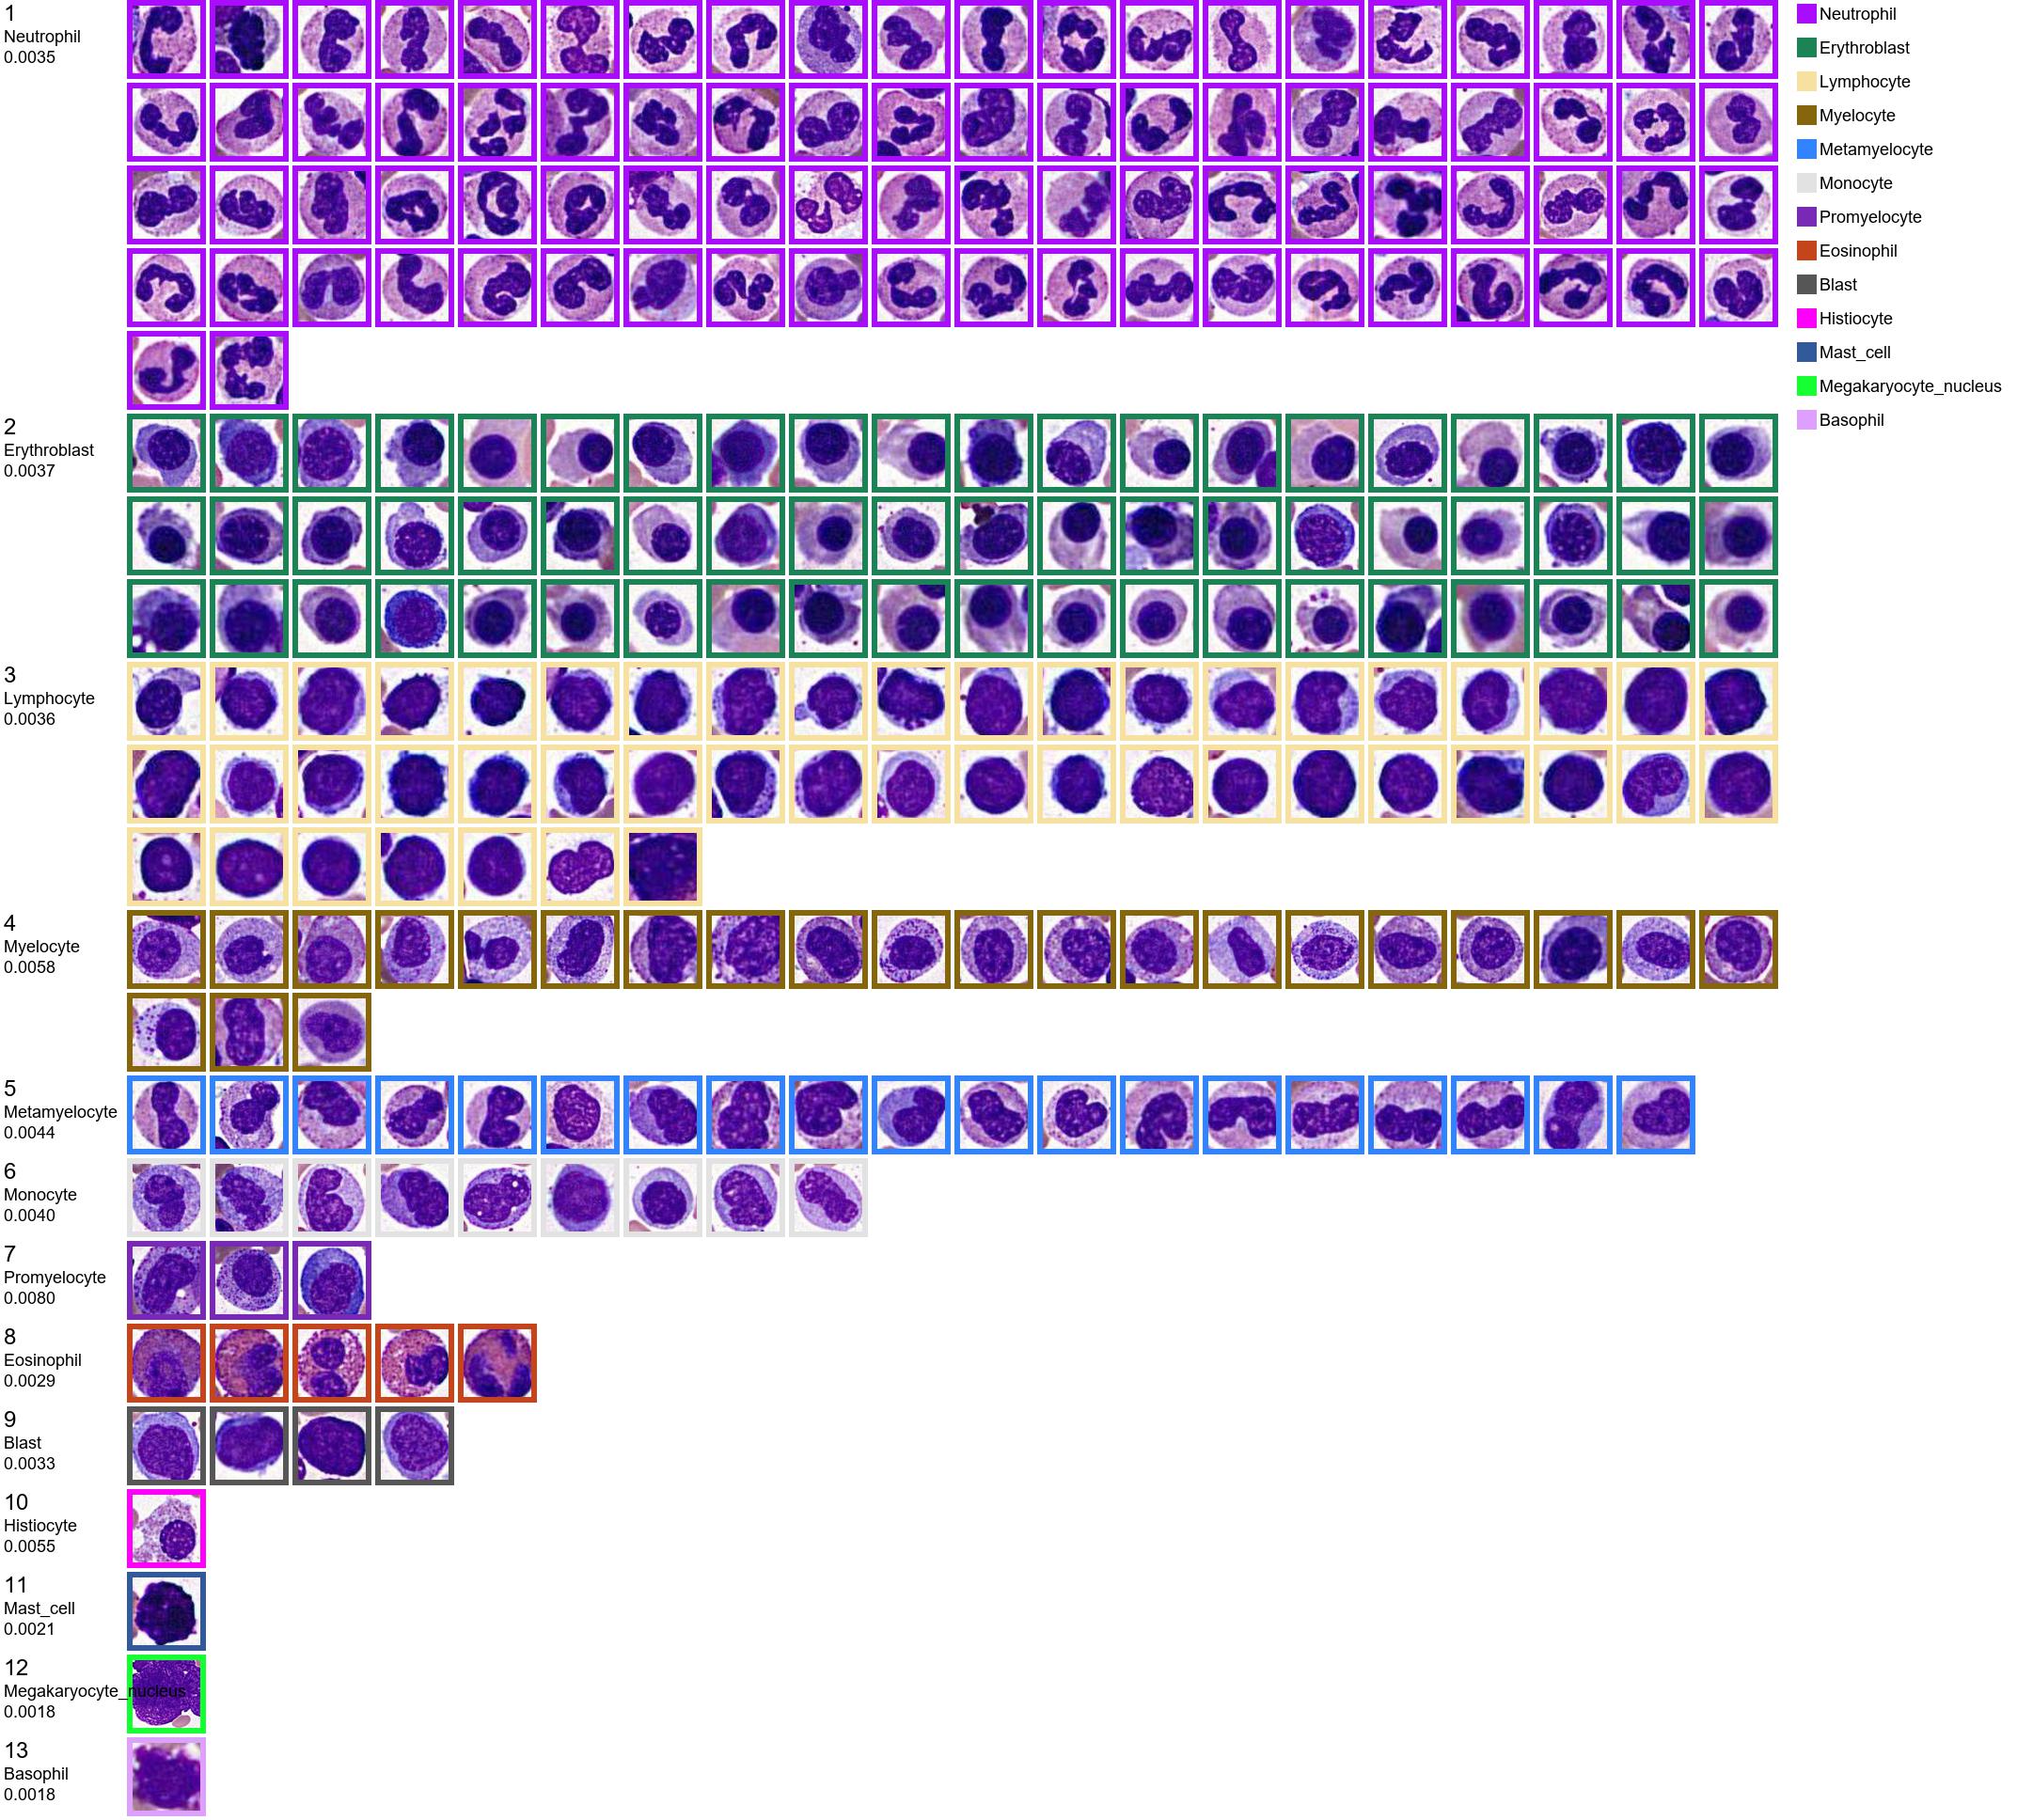 1
Neutrophil
0.0035
2
Erythroblast
0.0037
3
Lymphocyte
0.0036
4
Myelocyte
0.0058
5
Metamyelocyte
0.0044
6
Monocyte
0.0040
7
Promyelocyte
0.0080
8
Eosinophil
0.0029
9
Blast
0.0033
10
Histiocyte
0.0055
11
Mast_cell
0.0021
12
Megakaryocyte_nucleus
0.0018
13
Basophil
0.0018
Neutrophil
Erythroblast
Lymphocyte
Myelocyte
Metamyelocyte
Monocyte
Promyelocyte
Eosinophil
Blast
Histiocyte
Mast_cell
Megakaryocyte_nucleus
Basophil